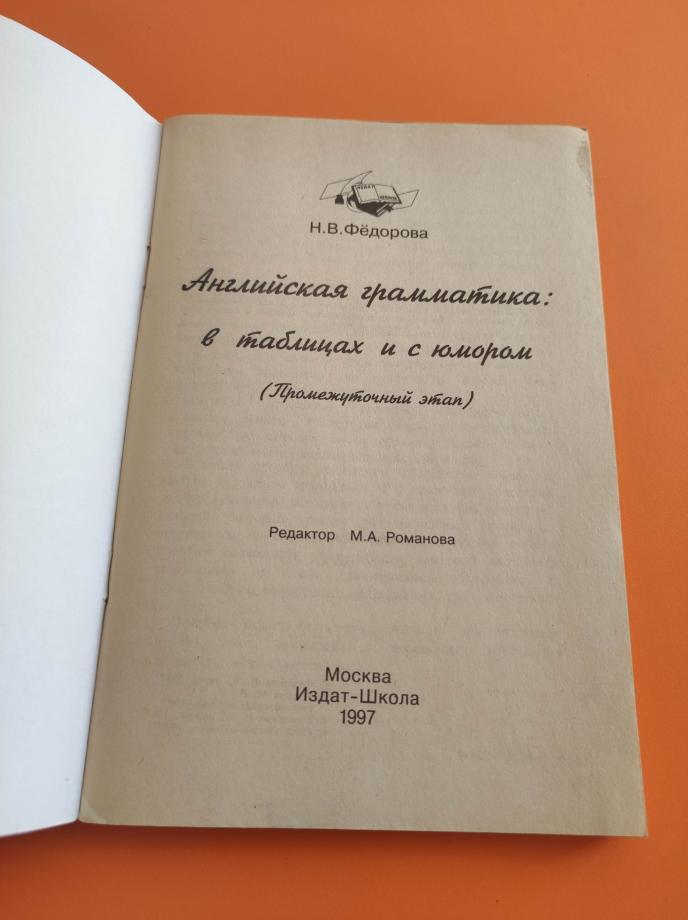 Н.В.Фёдорова
Английская грамматика:
в таблицах и с юмором
(Промежуточный этап)
Редактор М.А. Романова
Москва
Издат-Школа
1997